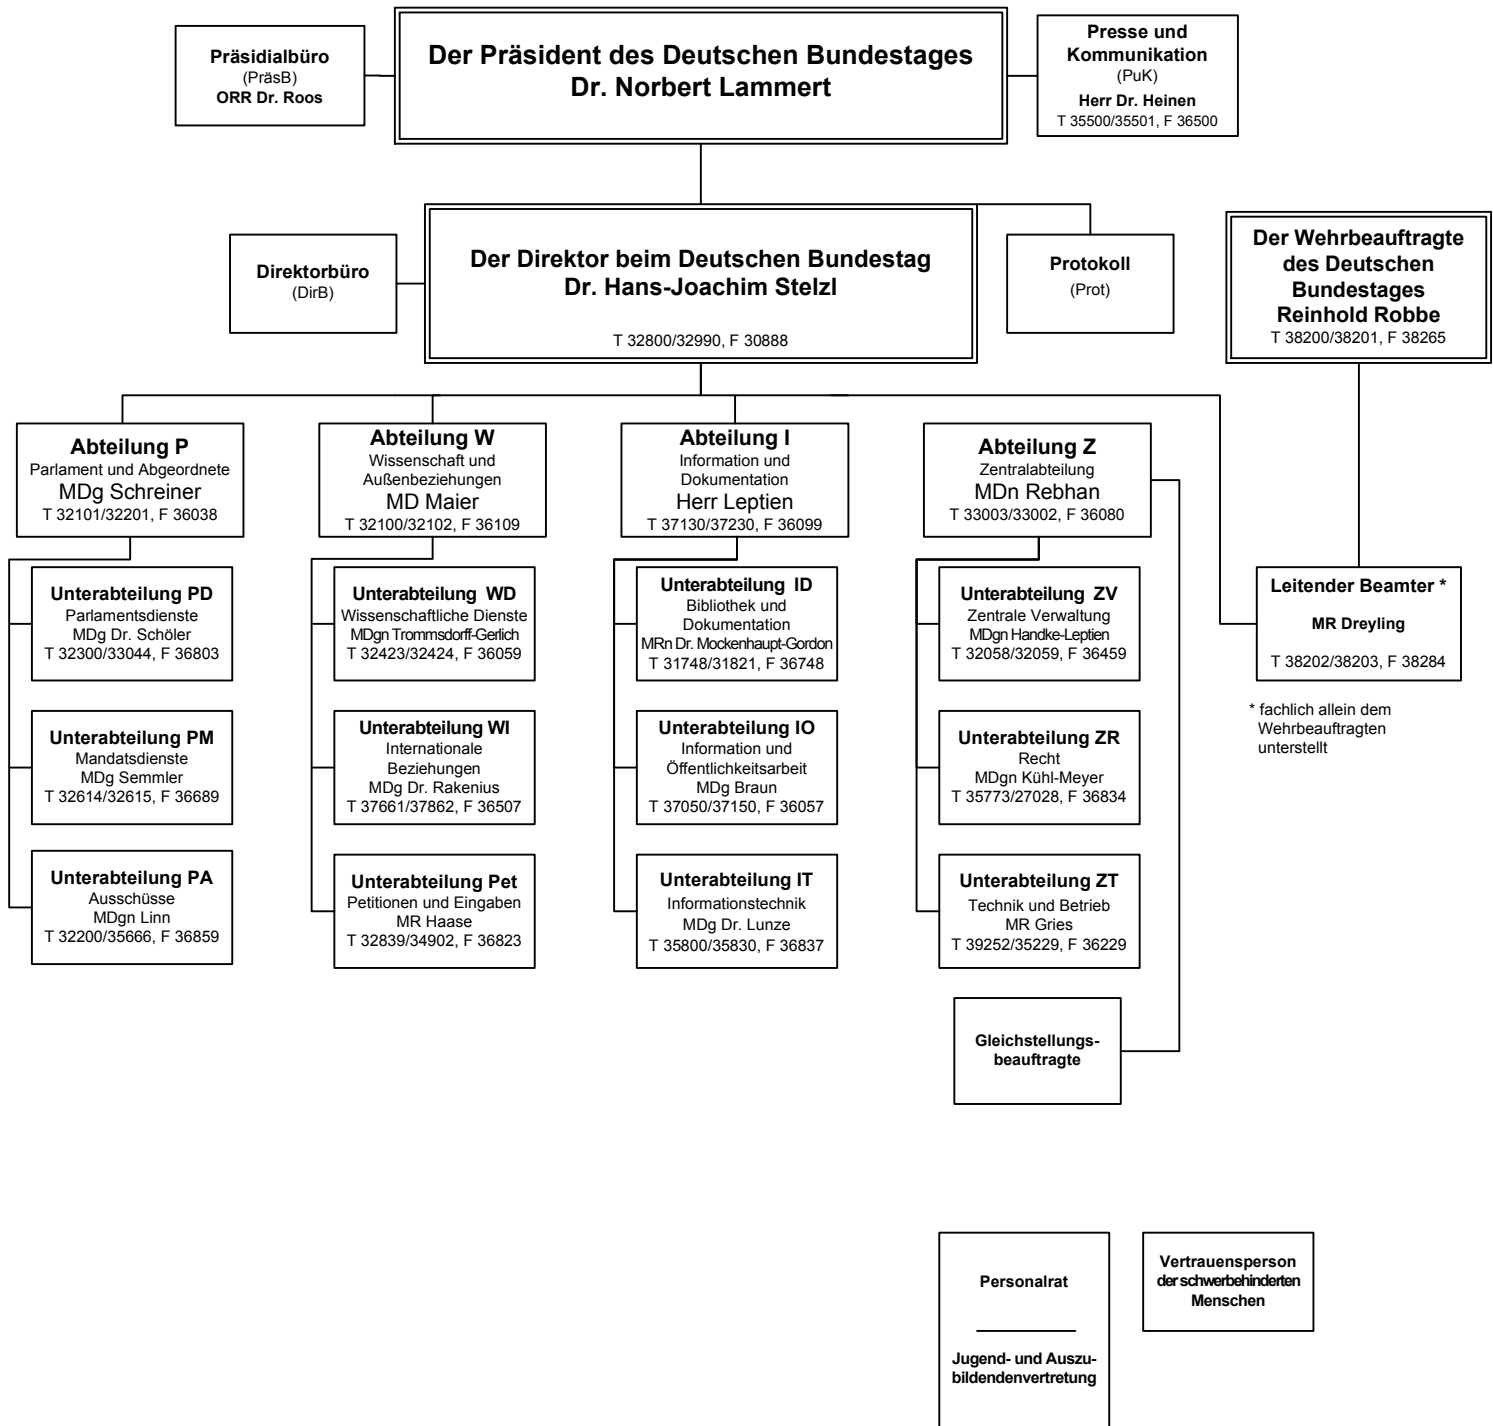 Präsidialbüro
(PräsB)
ORR Dr. Roos
Der Präsident des Deutschen Bundestages
Dr. Norbert Lammert
Presse und
Kommunikation
(PuK)
Herr Dr. Heinen
T 35500/35501, F 36500
Direktorbüro
(DirB)
Der Direktor beim Deutschen Bundestag
Dr. Hans-Joachim Stelzl
T 32800/32990, F 30888
Protokoll
(Prot)
Der Wehrbeauftragte
des Deutschen
Bundestages
Reinhold Robbe
T 38200/38201, F 38265
Abteilung P
Parlament und Abgeordnete
MDg Schreiner
T 32101/32201, F 36038
Abteilung W
Wissenschaft und
Außenbeziehungen
MD Maier
T 32100/32102, F 36109
Abteilung I
Information und
Dokumentation
Herr Leptien
T 37130/37230, F 36099
Abteilung Z
Zentralabteilung
MDn Rebhan
T 33003/33002, F 36080
Unterabteilung PD
Parlamentsdienste
MDg Dr. Schöler
T 32300/33044, F 36803
Unterabteilung WD
Wissenschaftliche Dienste
MDgn Trommsdorff-Gerlich
T 32423/32424, F 36059
Unterabteilung ID
Bibliothek und
Dokumentation
MRn Dr. Mockenhaupt-Gordon
T 31748/31821, F 36748
Unterabteilung ZV
Zentrale Verwaltung
MDgn Handke-Leptien
T 32058/32059, F 36459
Leitender Beamter *
MR Dreyling
T 38202/38203, F 38284
* fachlich allein dem
Wehrbeauftragten
unterstellt
Unterabteilung PM
Mandatsdienste
MDg Semmler
T 32614/32615, F 36689
Unterabteilung WI
Internationale
Beziehungen
MDg Dr. Rakenius
T 37661/37862, F 36507
Unterabteilung IO
Information und
Öffentlichkeitsarbeit
MDg Braun
T 37050/37150, F 36057
Unterabteilung ZR
Recht
MDgn Kühl-Meyer
T 35773/27028, F 36834
Unterabteilung PA
Ausschüsse
MDgn Linn
T 32200/35666, F 36859
Unterabteilung Pet
Petitionen und Eingaben
MR Haase
T 32839/34902, F 36823
Unterabteilung IT
Informationstechnik
MDg Dr. Lunze
T 35800/35830, F 36837
Unterabteilung ZT
Technik und Betrieb
MR Gries
T 39252/35229, F 36229
Gleichstellungs-
beauftragte
Personalrat
Jugend- und Auszu-
bildendenvertretung
Vertrauensperson
der schwerbehinderten
Menschen